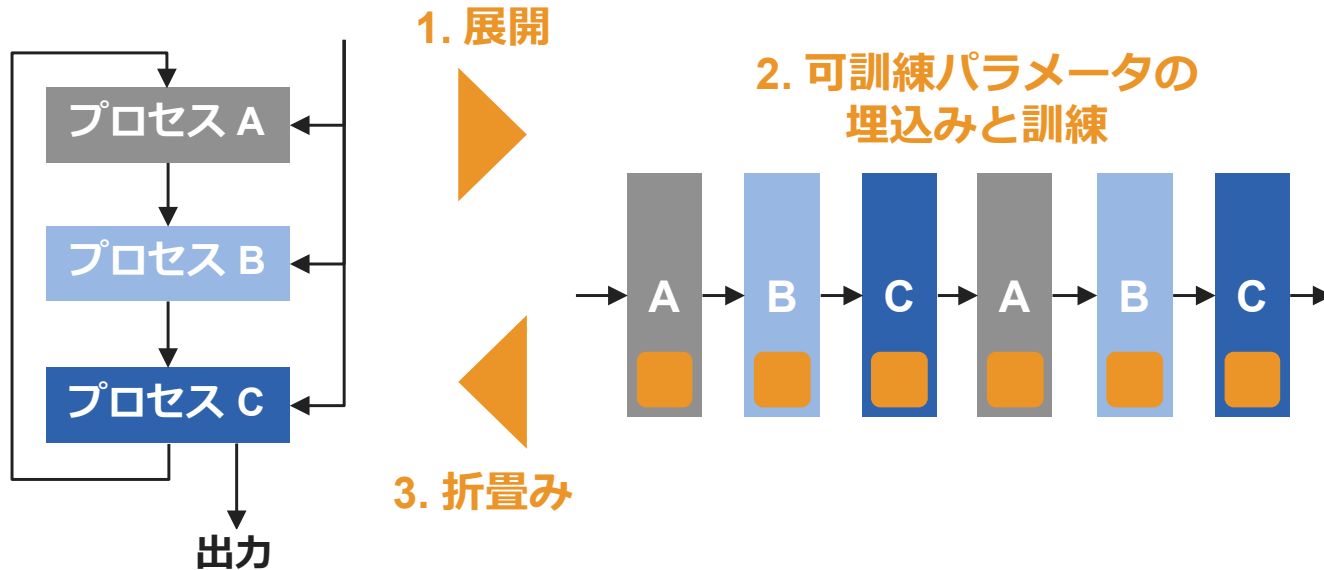 1. 展開
2. 可訓練パラメータの
埋込みと訓練
プロセス A
プロセス B
プロセス C
出力
A
B
C
A
B
C
3. 折畳み